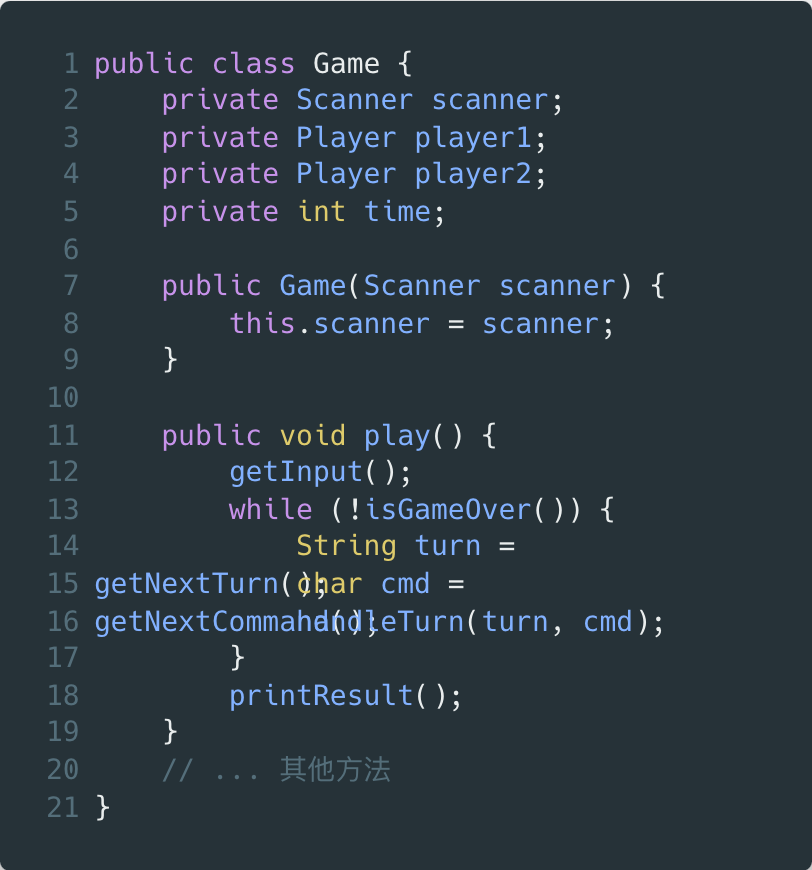 1 public class Game {
2     private Scanner scanner;
3     private Player player1;
4     private Player player2;
5     private int time;
6
7     public Game(Scanner scanner) {
8         this.scanner = scanner;
9     }
10
11     public void play() {
12         getInput();
13         while (!isGameOver()) {
14             String turn =
getNextTurn();
15             char cmd =
getNextCommand();
16             handleTurn(turn, cmd);
17         }
18         printResult();
19     }
20     // ... 其他方法
21 }